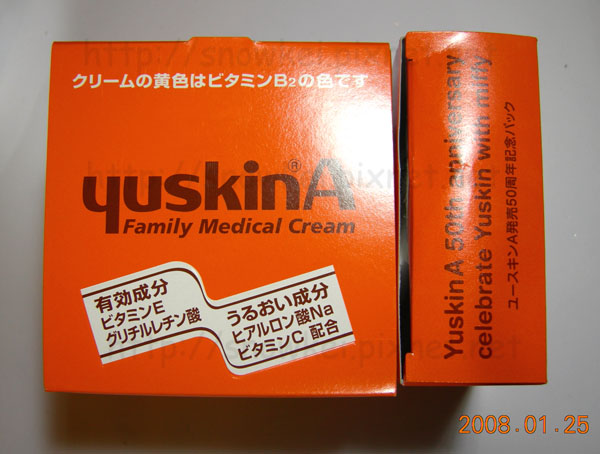 クリームの黄色はビタミンB2の色です
yuskinA®
Family Medical Cream
有効成分
ビタミンE
グリチルレチン酸
うるおい成分
ヒアルロン酸Na
ビタミンC 配合
YuskinA 50th anniversary
celebrate Yuskin with miffy
ユースキンA発売50周年記念パック
2008.01.25